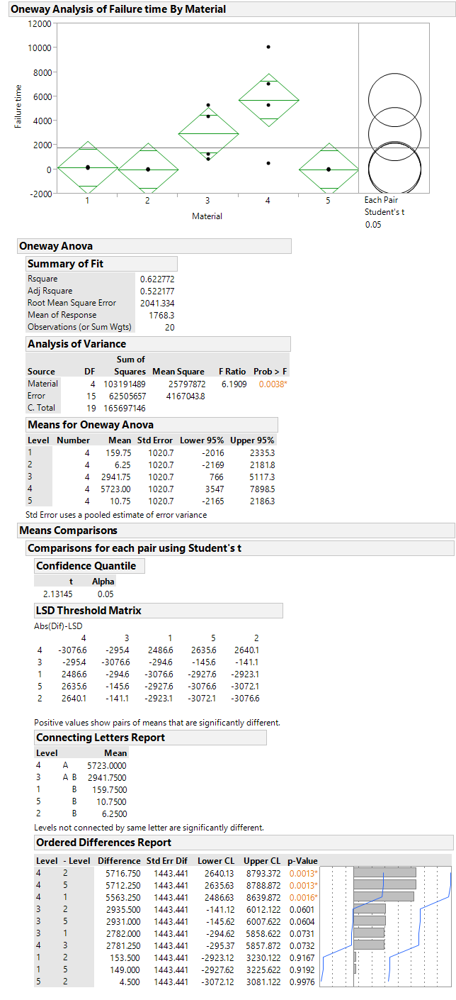 Oneway Analysis of Failure time By Material
12000
10000
8000
6000
4000
2000
0
-2000
Failure time
1 2 3 4 5
Material
Each Pair
Student's t
0.05
Oneway Anova
Summary of Fit
Rsquare 0.622772
Adj Rsquare 0.522177
Root Mean Square Error 2041.334
Mean of Response 1768.3
Observations (or Sum Wgts) 20
Analysis of Variance
Sum of
Source DF Squares Mean Square F Ratio Prob > F
Material 4 103191489 25797872 6.1909 0.0038*
Error 15 62505657 4167043.8
C. Total 19 165697146
Means for Oneway Anova
Level Number Mean Std Error Lower 95% Upper 95%
1 4 159.75 1020.7 -2016 2335.3
2 4 6.25 1020.7 -2169 2181.8
3 4 2941.75 1020.7 766 5117.3
4 4 5723.00 1020.7 3547 7898.5
5 4 10.75 1020.7 -2165 2186.3
Std Error uses a pooled estimate of error variance
Means Comparisons
Comparisons for each pair using Student's t
Confidence Quantile
t Alpha
2.13145 0.05
LSD Threshold Matrix
Abs(Dif)-LSD
4 3 1 5 2
4 -3076.6 -295.4 2486.6 2635.6 2640.1
3 -295.4 -3076.6 -294.6 -145.6 -141.1
1 2486.6 -294.6 -3076.6 -2927.6 -2923.1
5 2635.6 -145.6 -2927.6 -3076.6 -3072.1
2 2640.1 -141.1 -2923.1 -3072.1 -3076.6
Positive values show pairs of means that are significantly different.
Connecting Letters Report
Level Mean
4 A 5723.0000
3 A B 2941.7500
1 B 159.7500
5 B 10.7500
2 B 6.2500
Levels not connected by same letter are significantly different.
Ordered Differences Report
Level - Level Difference Std Err Dif Lower CL Upper CL p-Value
4 2 5716.750 1443.441 2640.13 8793.372 0.0013*
4 5 5712.250 1443.441 2635.63 8788.872 0.0013*
4 1 5563.250 1443.441 2486.63 8639.872 0.0016*
3 2 2935.500 1443.441 -141.12 6012.122 0.0601
3 5 2931.000 1443.441 -145.62 6007.622 0.0604
3 1 2782.000 1443.441 -294.62 5858.622 0.0731
4 3 2781.250 1443.441 -295.37 5857.872 0.0732
1 2 153.500 1443.441 -2923.12 3230.122 0.9167
1 5 149.000 1443.441 -2927.62 3225.622 0.9192
5 2 4.500 1443.441 -3072.12 3081.122 0.9976